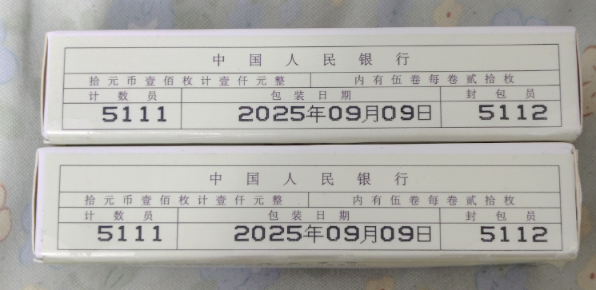 中国人民银行
拾元币壹佰枚计壹仟元整 内有伍卷每卷贰拾枚
计数员 包装日期 封包员
5111 2025年09月09日 5112
中国人民银行
拾元币壹佰枚计壹仟元整 内有伍卷每卷贰拾枚
计数员 包装日期 封包员
5111 2025年09月09日 5112